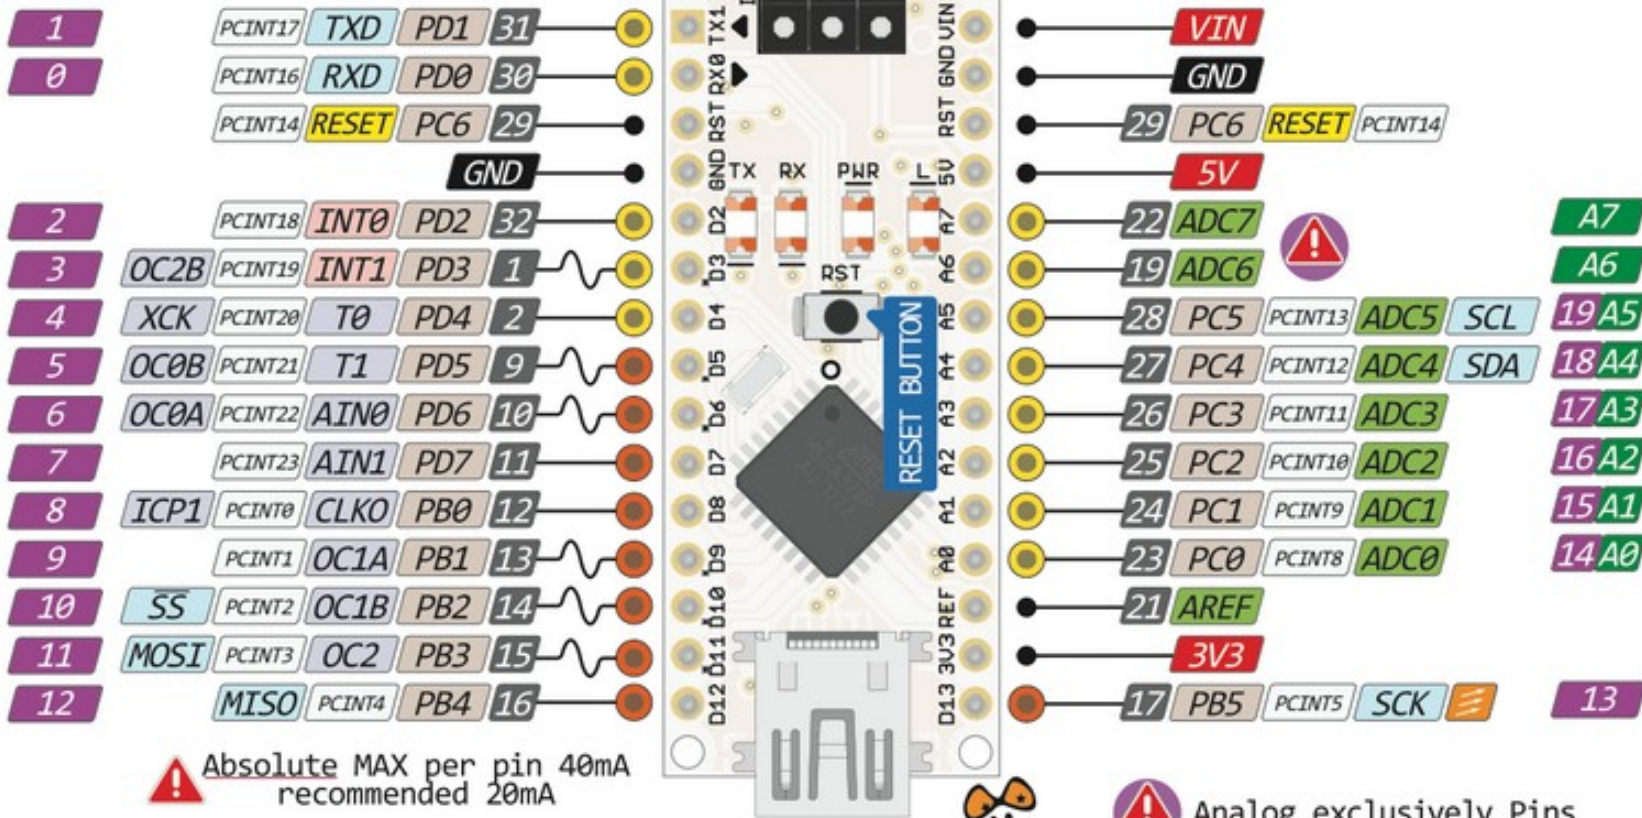 1 PCINT17 TXD PD1 31 TX1 VIN VIN
0 PCINT16 RXD PD0 30 RX0 GND GND
PCINT14 RESET PC6 29 RST RST 29 PC6 RESET PCINT14
GND GND TX RX PWR L 5V 5V
2 PCINT18 INT0 PD2 32 D2 A7 22 ADC7 A7
3 OC2B PCINT19 INT1 PD3 1 D3 RST A6 19 ADC6 A6
4 XCK PCINT20 T0 PD4 2 D4 A5 28 PC5 PCINT13 ADC5 SCL 19 A5
5 OC0B PCINT21 T1 PD5 9 D5 A4 27 PC4 PCINT12 ADC4 SDA 18 A4
RESET BUTTON
6 OC0A PCINT22 AIN0 PD6 10 D6 A3 26 PC3 PCINT11 ADC3 17 A3
7 PCINT23 AIN1 PD7 11 D7 A2 25 PC2 PCINT10 ADC2 16 A2
8 ICP1 PCINT0 CLKO PB0 12 D8 A1 24 PC1 PCINT9 ADC1 15 A1
9 PCINT1 OC1A PB1 13 D9 A0 23 PC0 PCINT8 ADC0 14 A0
10 SS PCINT2 OC1B PB2 14 D10 REF 21 AREF
11 MOSI PCINT3 OC2 PB3 15 D11 3V3 3V3
12 MISO PCINT4 PB4 16 D12 D13 17 PB5 PCINT5 SCK 13
Absolute MAX per pin 40mA
recommended 20mA
Analog exclusively Pins